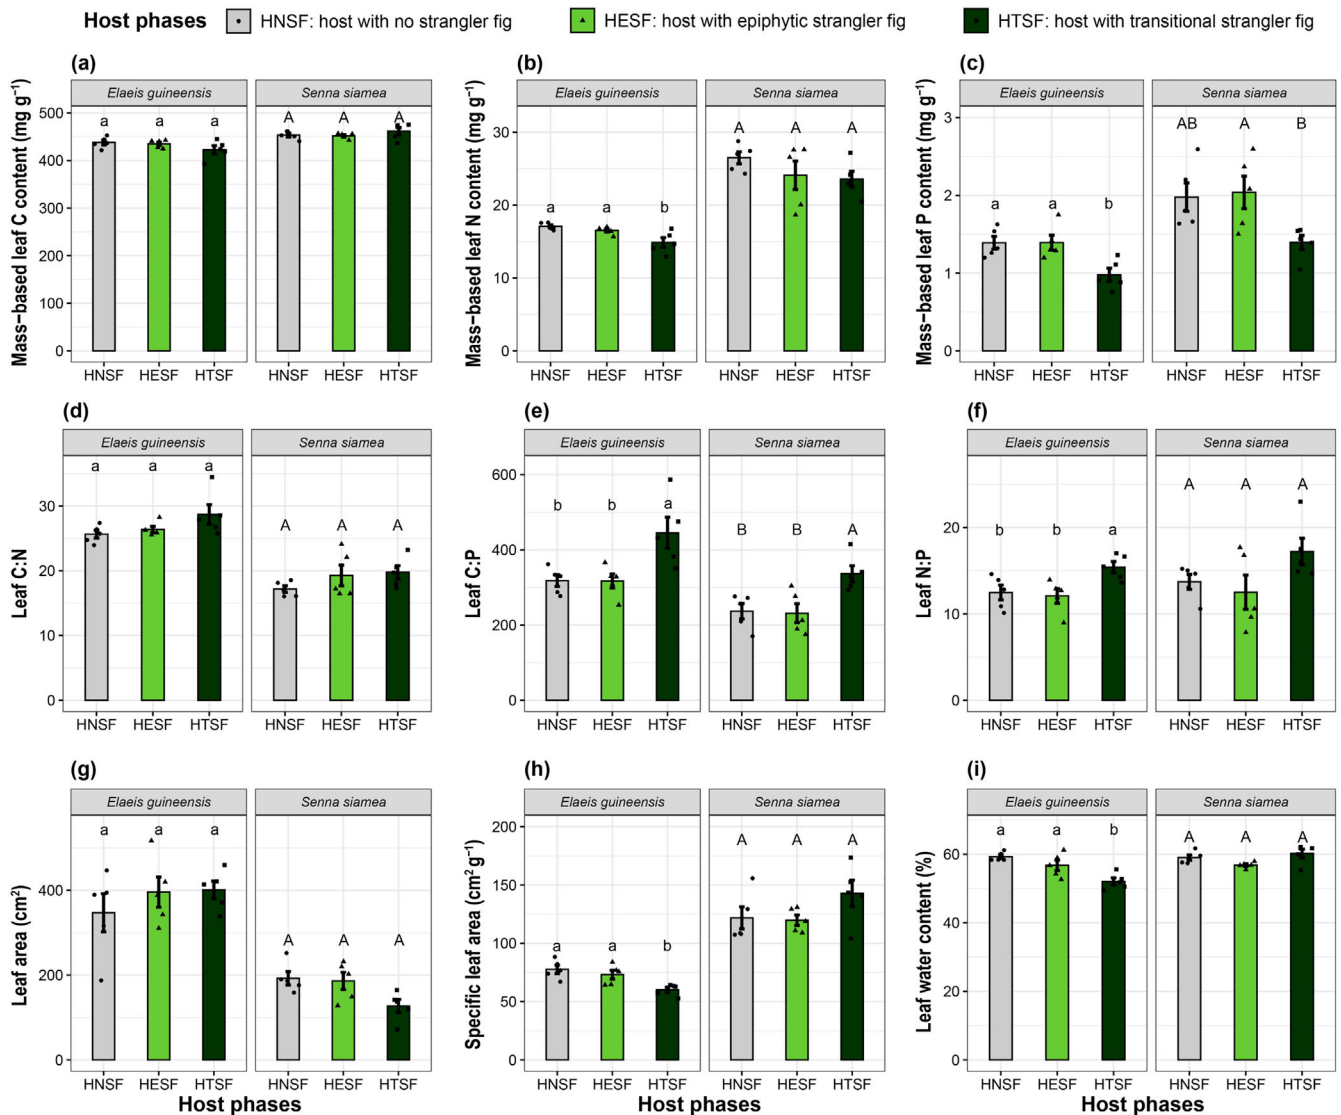 Host phases HNSF: host with no strangler fig HESF: host with epiphytic strangler fig HTSF: host with transitional strangler fig
(a) (b) (c)
Elaeis guineensis Senna siamea Elaeis guineensis Senna siamea Elaeis guineensis Senna siamea
Mass−based leaf C content (mg g⁻¹)
500
400
300
200
100
0
a a a A A A
HNSF HESF HTSF HNSF HESF HTSF
Mass−based leaf N content (mg g⁻¹)
30
20
10
0
a a b A A A
HNSF HESF HTSF HNSF HESF HTSF
Mass−based leaf P content (mg g⁻¹)
3
2
1
0
a a b AB A B
HNSF HESF HTSF HNSF HESF HTSF
(d) (e) (f)
Elaeis guineensis Senna siamea Elaeis guineensis Senna siamea Elaeis guineensis Senna siamea
Leaf C:N
30
20
10
0
a a a A A A
HNSF HESF HTSF HNSF HESF HTSF
Leaf C:P
600
400
200
0
b b a B B A
HNSF HESF HTSF HNSF HESF HTSF
Leaf N:P
20
10
0
b b a A A A
HNSF HESF HTSF HNSF HESF HTSF
(g) (h) (i)
Elaeis guineensis Senna siamea Elaeis guineensis Senna siamea Elaeis guineensis Senna siamea
Leaf area (cm²)
400
200
0
a a a A A A
HNSF HESF HTSF HNSF HESF HTSF
Specific leaf area (cm² g⁻¹)
200
150
100
50
0
a a b A A A
HNSF HESF HTSF HNSF HESF HTSF
Leaf water content (%)
60
40
20
0
a a b A A A
HNSF HESF HTSF HNSF HESF HTSF
Host phases Host phases Host phases